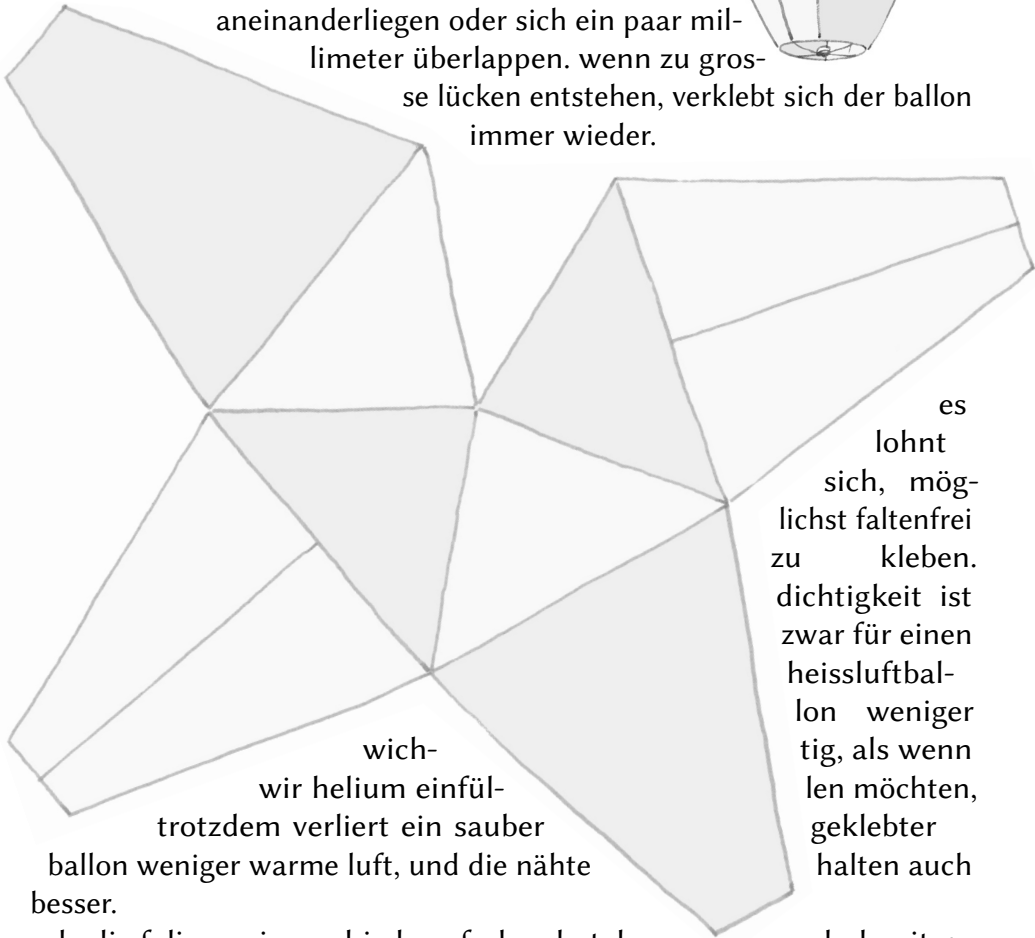 aneinanderliegen oder sich ein paar mil-
limeter überlappen. wenn zu gros-
se lücken entstehen, verklebt sich der ballon
immer wieder.
es
lohnt
sich, mög-
lichst faltenfrei
zu kleben.
dichtigkeit ist
zwar für einen
heissluftbal-
lon weniger
wich- tig, als wenn
wir helium einfül- len möchten,
trotzdem verliert ein sauber geklebter
ballon weniger warme luft, und die nähte halten auch
besser.